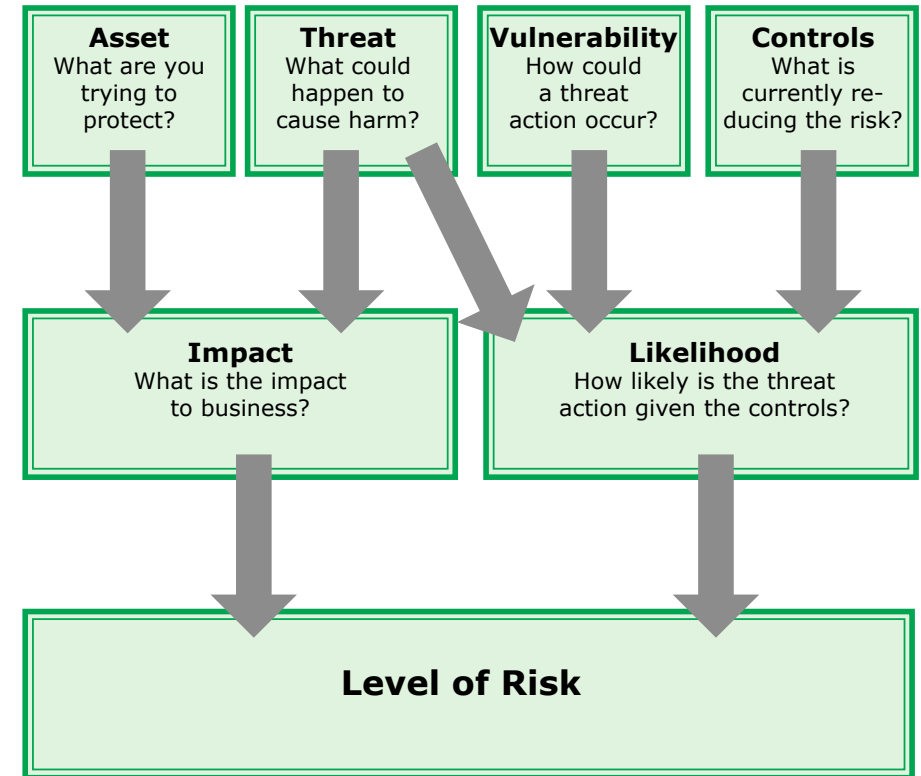 Asset
What are you
trying to
protect?
Threat
What could
happen to
cause harm?
Vulnerability
How could
a threat
action occur?
Controls
What is
currently re-
ducing the risk?
Impact
What is the impact
to business?
Likelihood
How likely is the threat
action given the controls?
Level of Risk